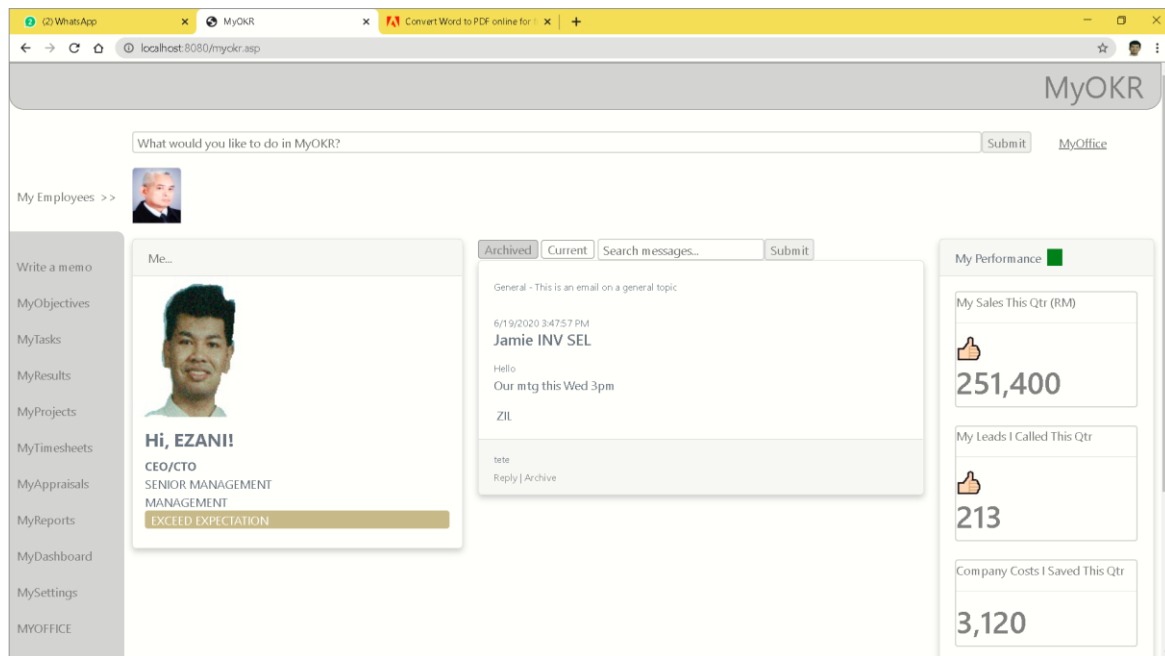 2 (2) WhatsApp
MyOKR
Convert Word to PDF online for
localhost:8080/myokr.asp
MyOKR
What would you like to do in MyOKR?
Submit
MyOffice
My Employees >>
Write a memo
MyObjectives
MyTasks
MyResults
MyProjects
MyTimesheets
MyAppraisals
MyReports
MyDashboard
MySettings
MYOFFICE
Me...
Hi, EZANI!
CEO/CTO
SENIOR MANAGEMENT
MANAGEMENT
EXCEED EXPECTATION
Archived Current Search messages... Submit
General - This is an email on a general topic
6/19/2020 3:47:57 PM
Jamie INV SEL
Hello
Our mtg this Wed 3pm
ZIL
tete
Reply | Archive
My Performance
My Sales This Qtr (RM)
251,400
My Leads I Called This Qtr
213
Company Costs I Saved This Qtr
3,120